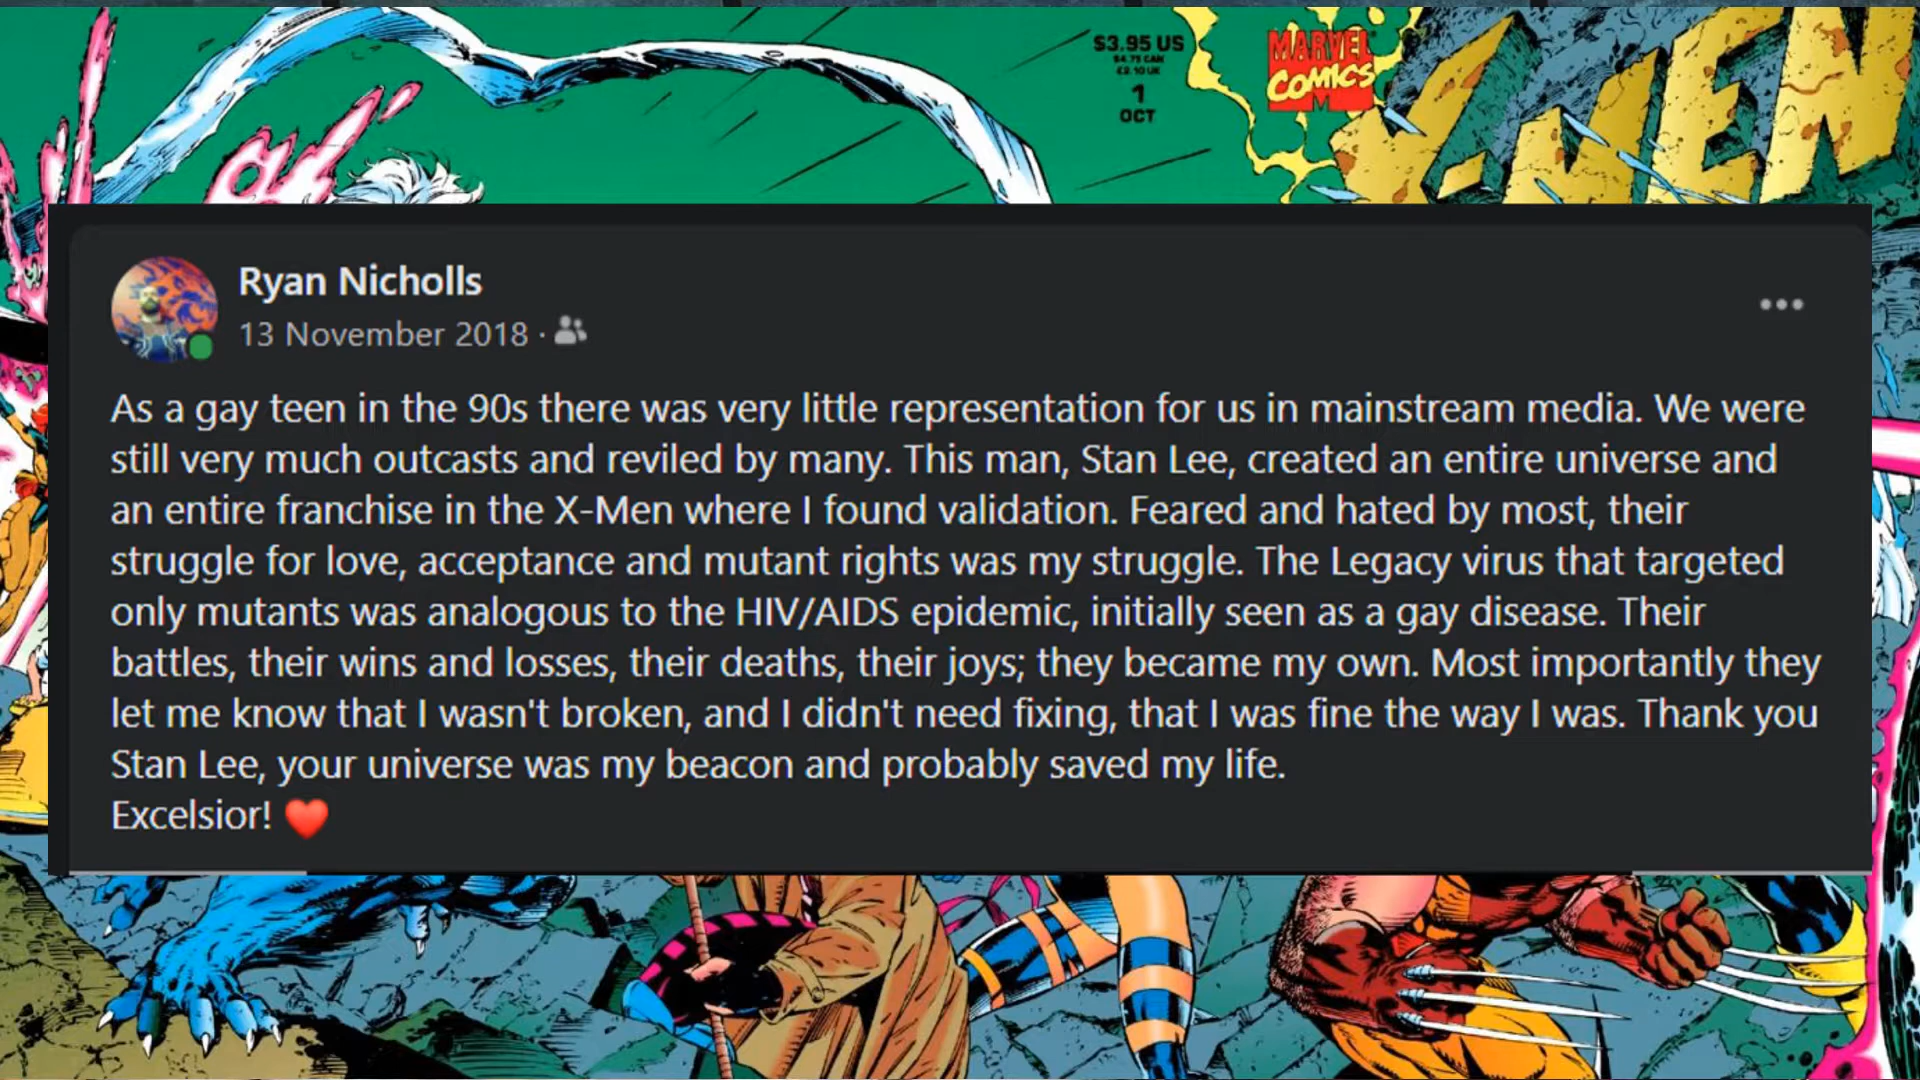 $3.95 US
$4.75 CAN
£2.10 UK
1
OCT
MARVEL
COMICS
X-MEN
Ryan Nicholls
13 November 2018 ·
As a gay teen in the 90s there was very little representation for us in mainstream media. We were
still very much outcasts and reviled by many. This man, Stan Lee, created an entire universe and
an entire franchise in the X-Men where I found validation. Feared and hated by most, their
struggle for love, acceptance and mutant rights was my struggle. The Legacy virus that targeted
only mutants was analogous to the HIV/AIDS epidemic, initially seen as a gay disease. Their
battles, their wins and losses, their deaths, their joys; they became my own. Most importantly they
let me know that I wasn't broken, and I didn't need fixing, that I was fine the way I was. Thank you
Stan Lee, your universe was my beacon and probably saved my life.
Excelsior! ❤️